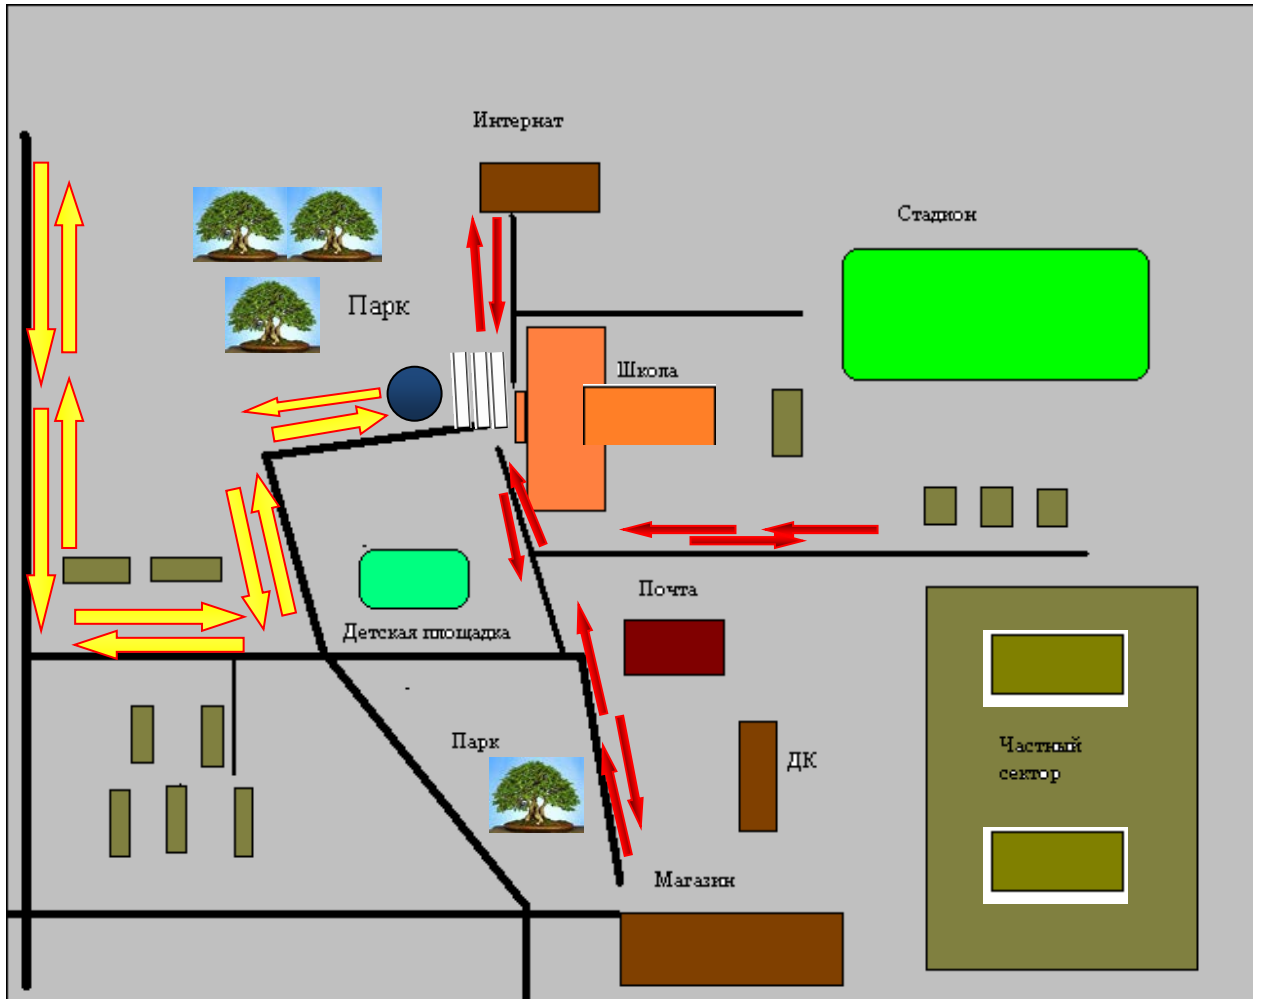 Интернат
Стадион
Парк
Школа
Почта
Детская площадка
Парк
ДК
Частный
сектор
Магазин